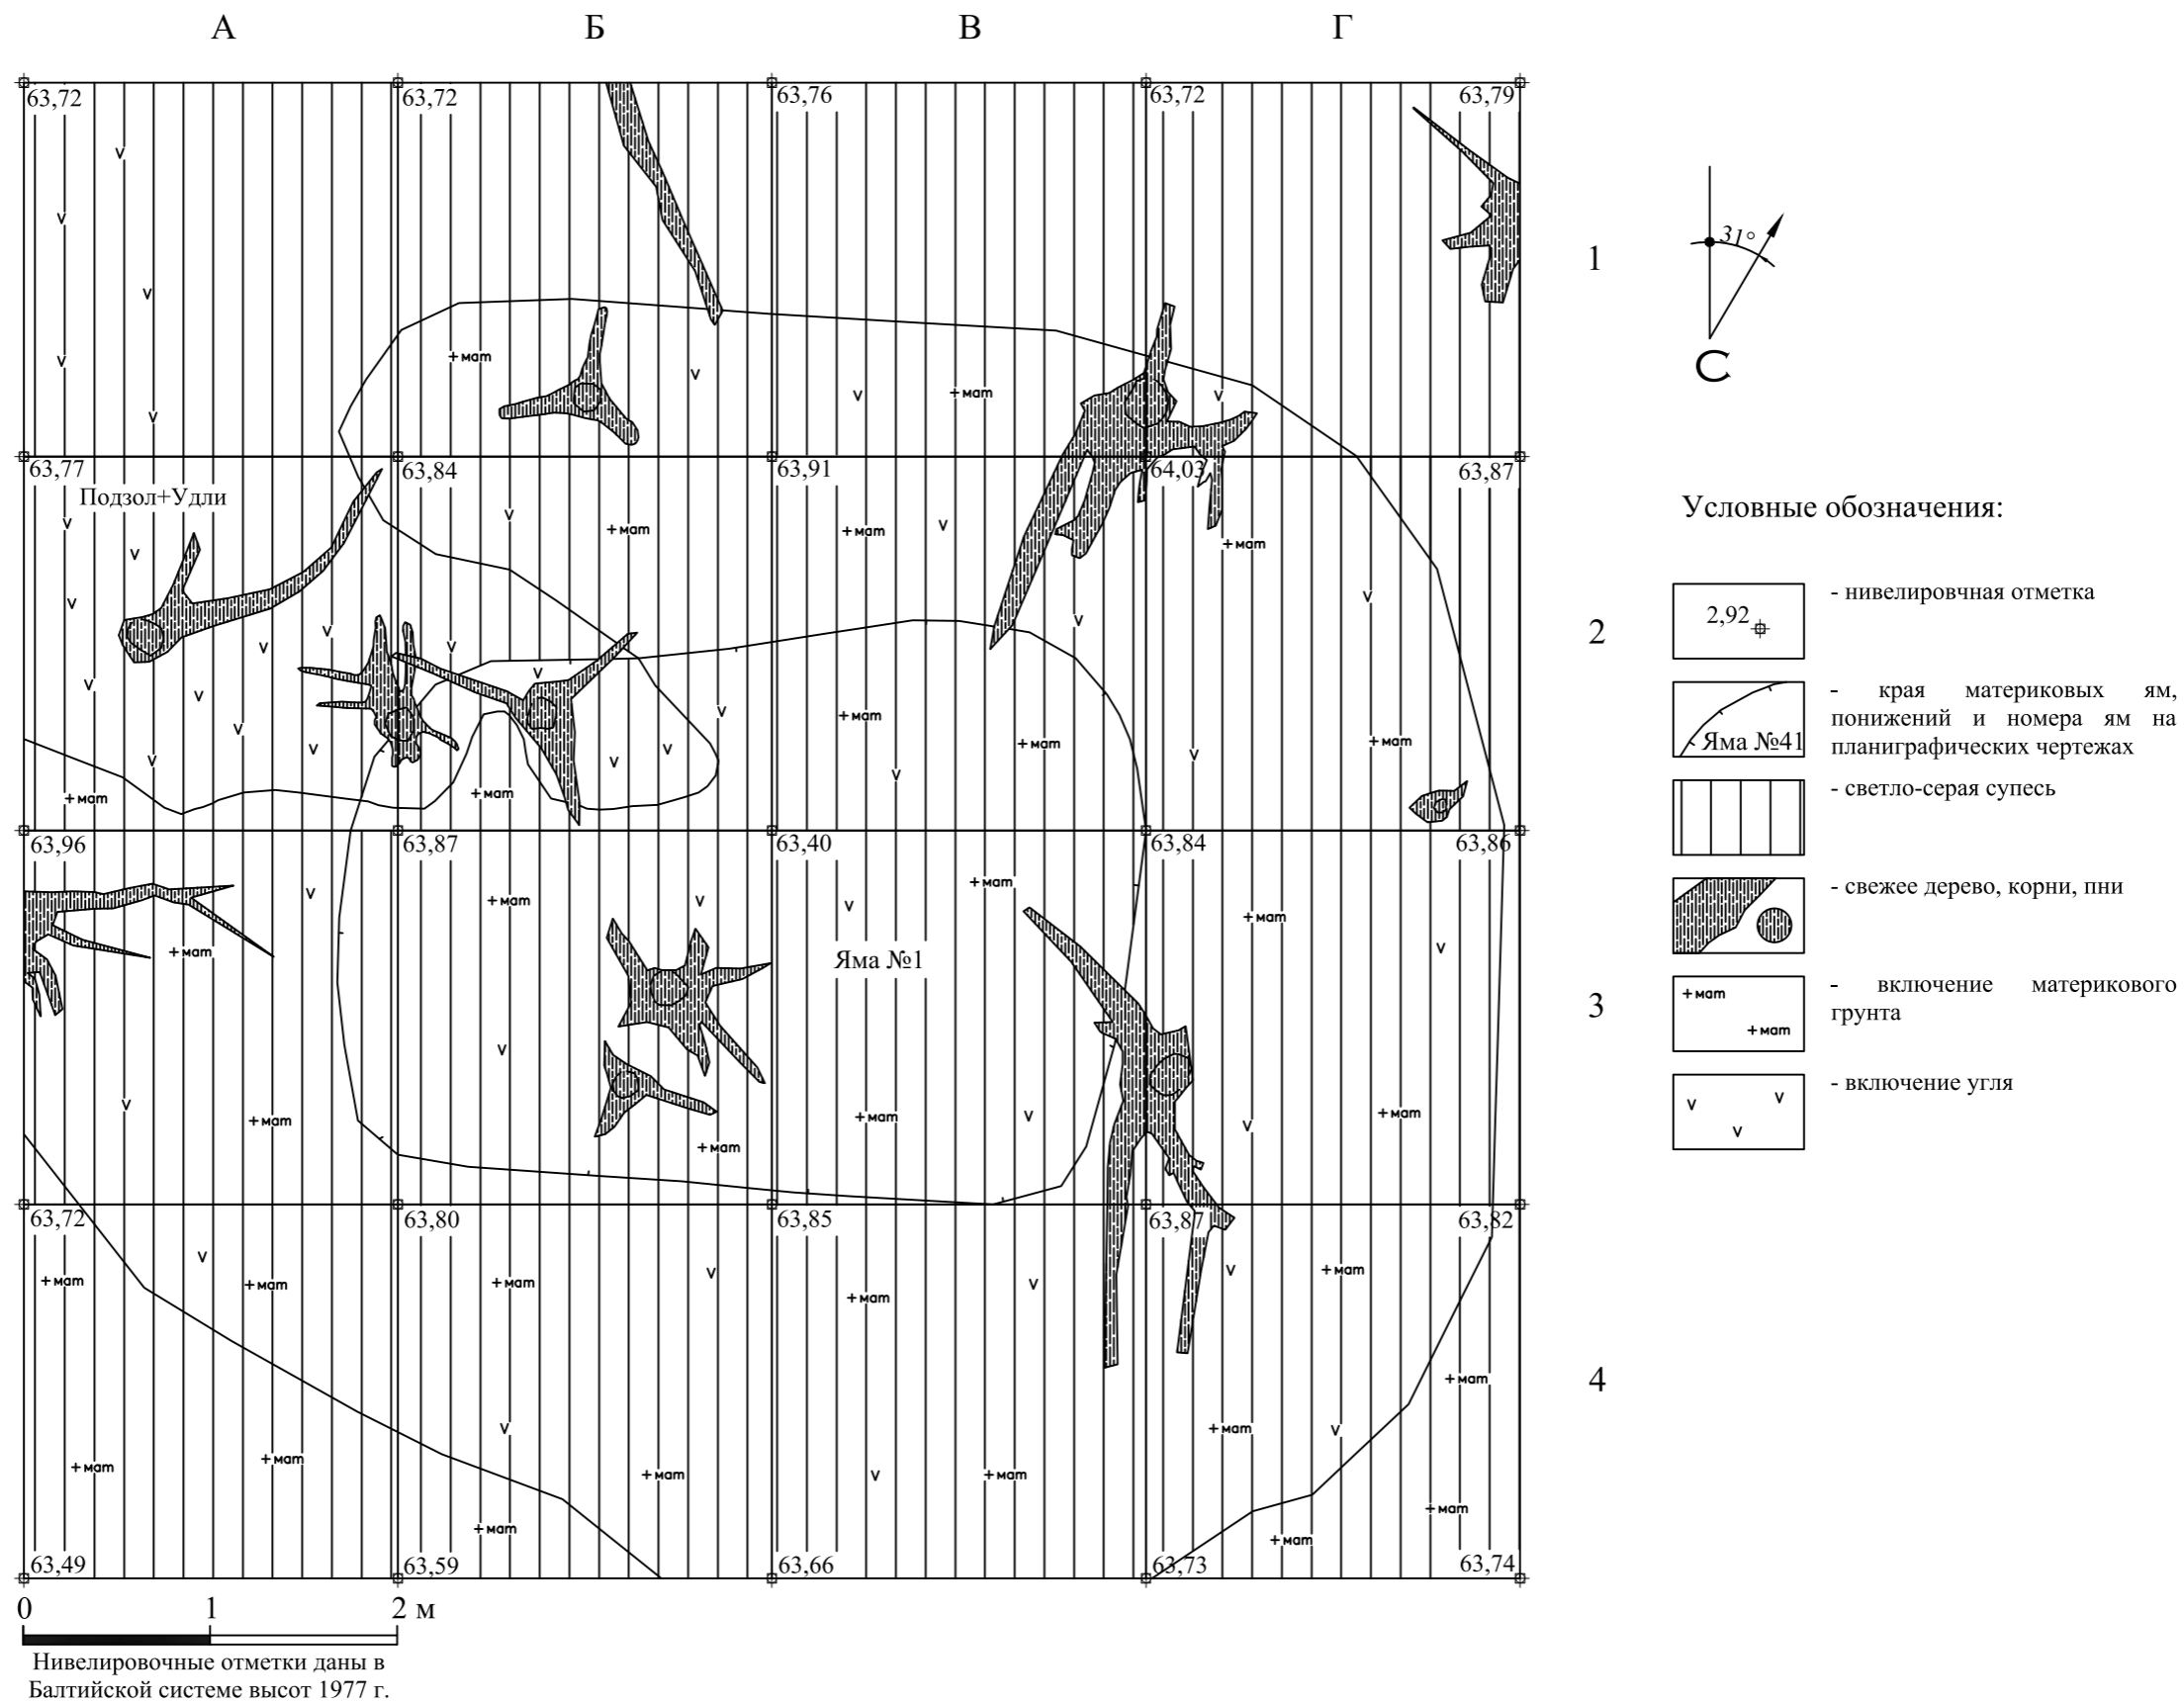 А Б В Г
63,72 63,72 63,76 63,72 63,79
+мат
+мат
1
31°
С
63,77 63,84 63,91 64,03 63,87
Подзол+Удли
+мат +мат +мат
+мат +мат +мат
+мат +мат
2
63,96 63,87 63,40 63,84 63,86
+мат
+мат +мат
+мат Яма №1
+мат +мат +мат
+мат
3
63,72 63,80 63,85 63,87 63,82
+мат +мат +мат +мат +мат
+мат
+мат
+мат
+мат +мат +мат
+мат
+мат
+мат
4
63,49 63,59 63,66 63,73 63,74
0 1 2 м
Нивелировочные отметки даны в
Балтийской системе высот 1977 г.
Условные обозначения:
2,92
- нивелировчная отметка
Яма №41
- края материковых ям,
понижений и номера ям на
планиграфических чертежах
- светло-серая супесь
- свежее дерево, корни, пни
+мат
+мат
- включение материкового
грунта
v v
v
- включение угля